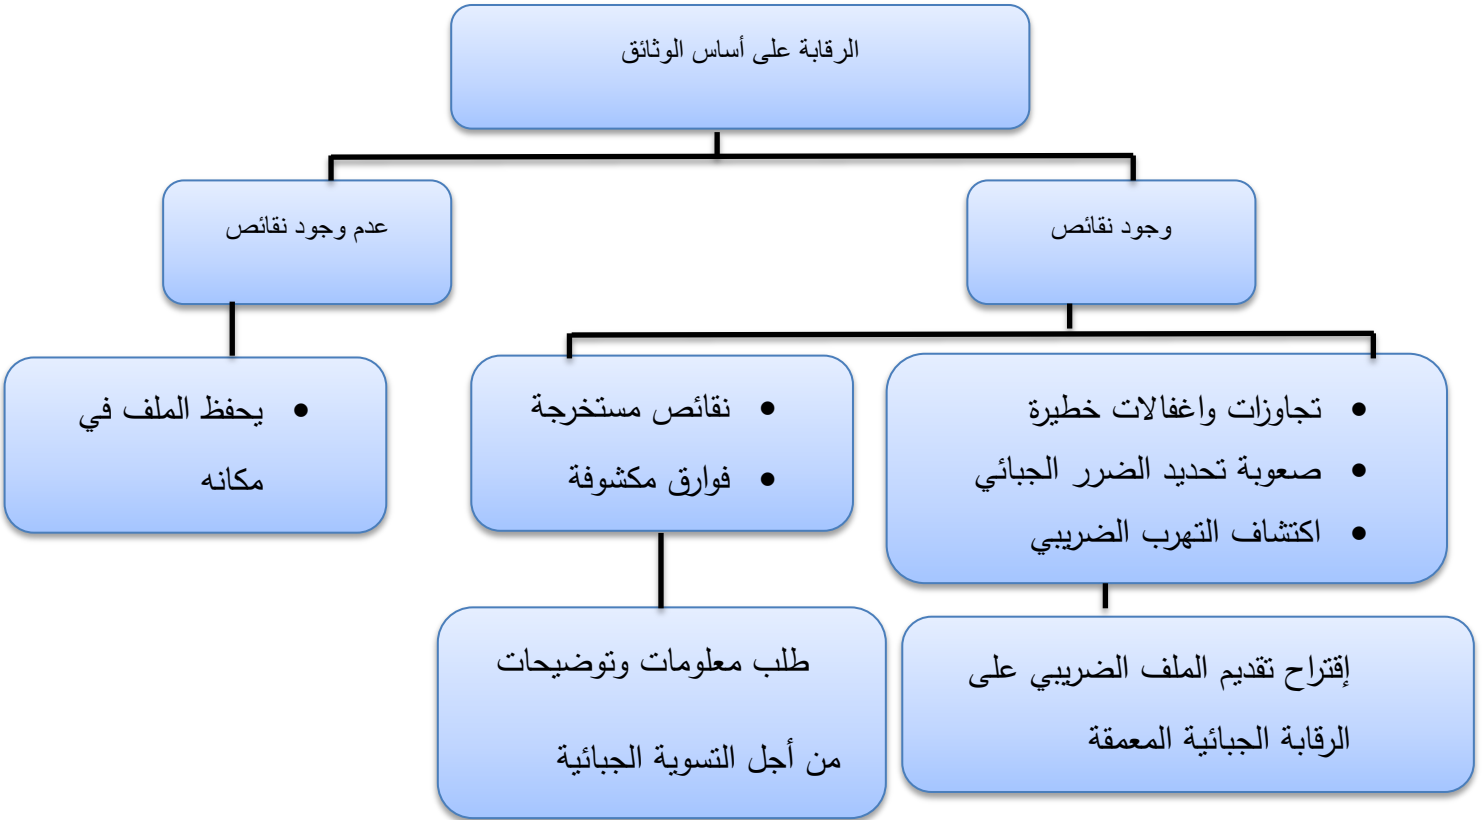 الرقابة على أساس الوثائق
وجود نقائص
عدم وجود نقائص
• تجاوزات واغفالات خطيرة
• صعوبة تحديد الضرر الجبائي
• اكتشاف التهرب الضريبي
• نقائص مستخرجة
• فوارق مكشوفة
• يحفظ الملف في
مكانه
إقتراح تقديم الملف الضريبي على
الرقابة الجبائية المعمقة
طلب معلومات وتوضيحات
من أجل التسوية الجبائية